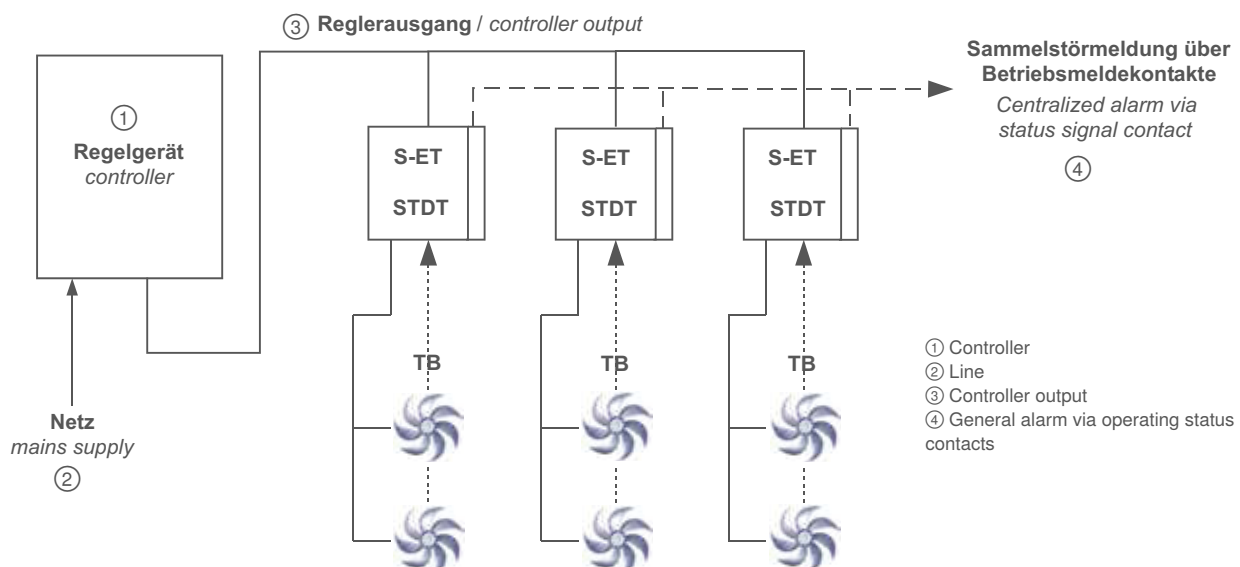 ③ Reglerausgang / controller output
① 
Regelgerät
controller
Sammelstörmeldung über
Betriebsmeldekontakte
Centralized alarm via
status signal contact
④
S-ET
STDT
S-ET
STDT
S-ET
STDT
TB
TB
TB
Netz
mains supply
②
① Controller
② Line
③ Controller output
④ General alarm via operating status
contacts